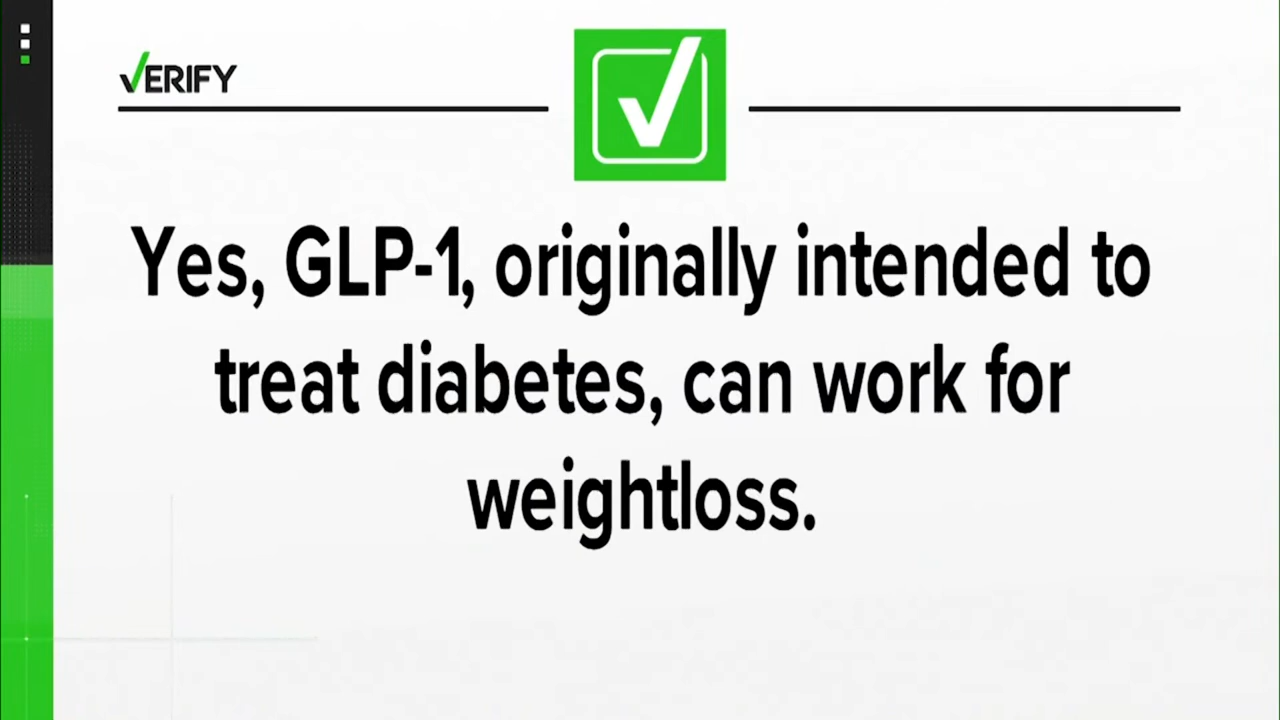 VERIFY
Yes, GLP-1, originally intended to
treat diabetes, can work for
weightloss.